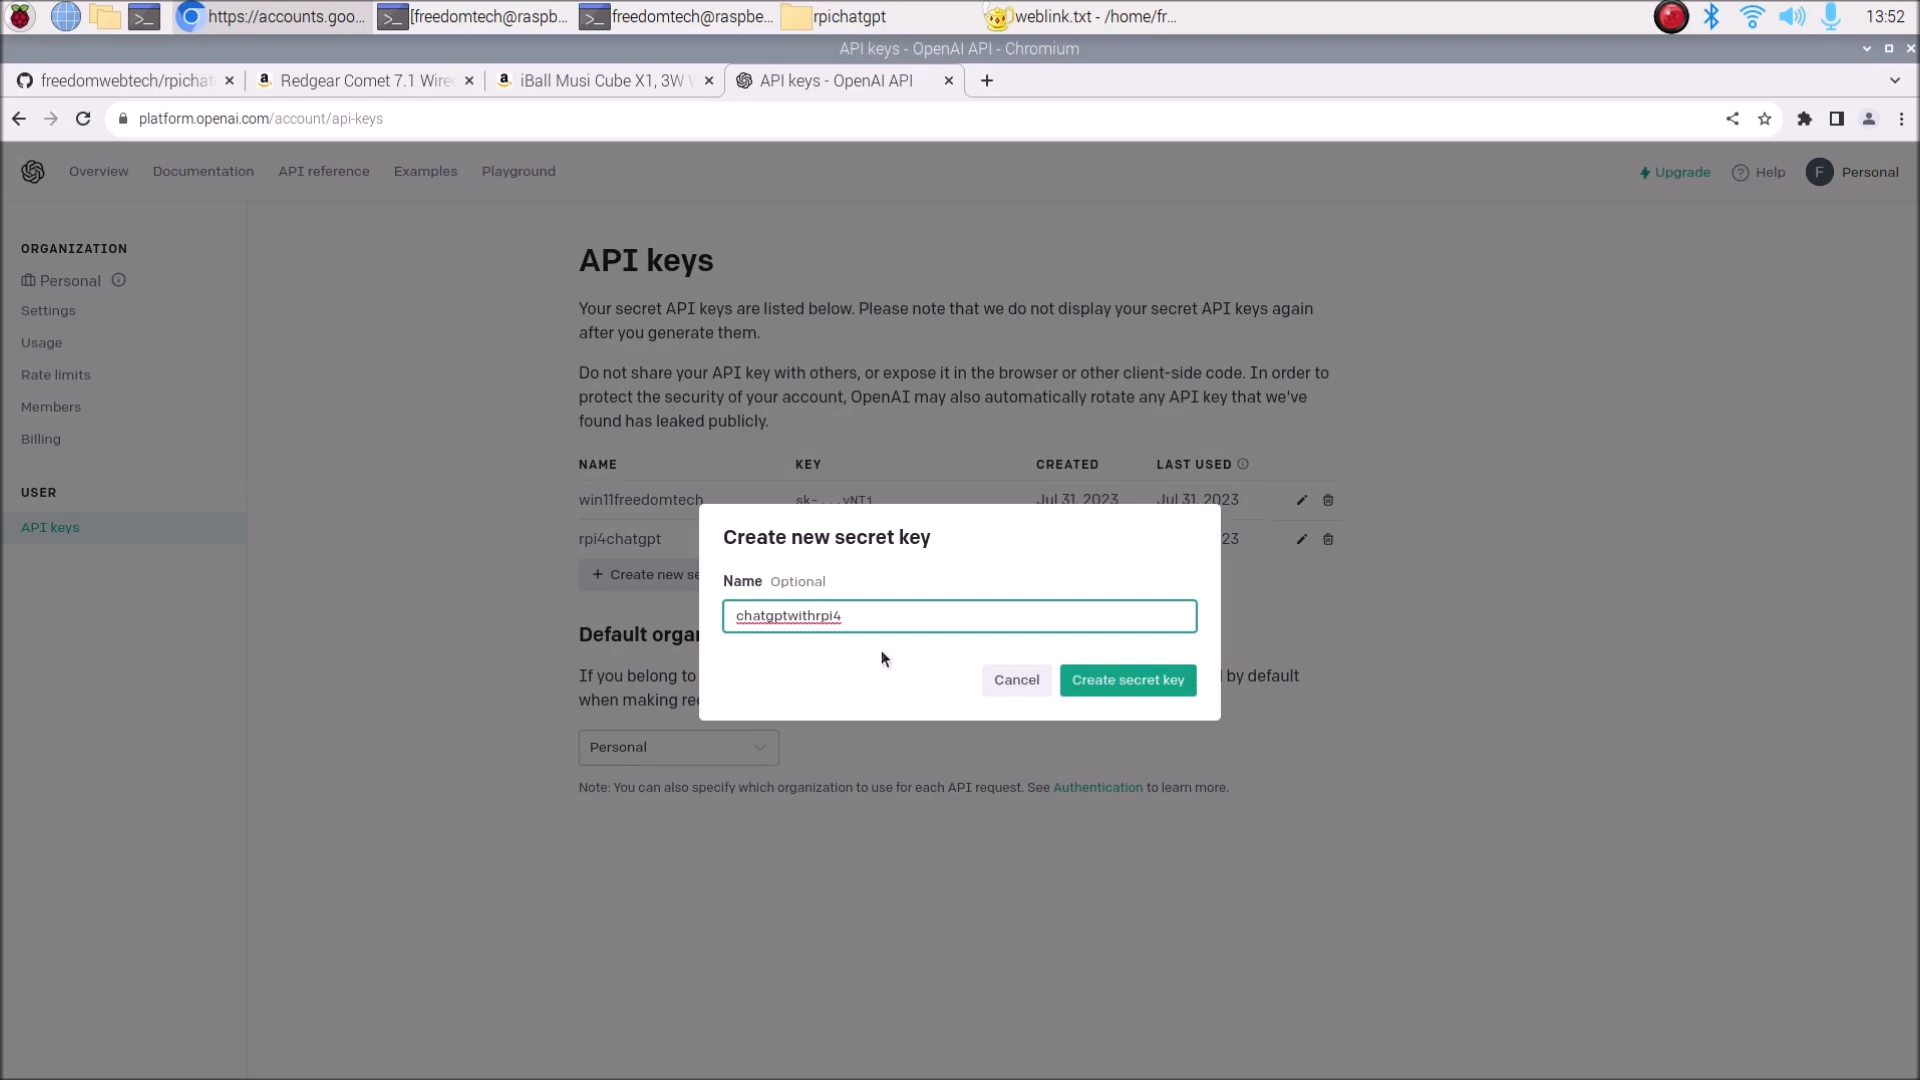 https://accounts.goo...
[freedomtech@raspb...
freedomtech@raspbe...
rpichatgpt
weblink.txt - /home/fr...
13:52
API keys - OpenAI API - Chromium
freedomwebtech/rpichat
Redgear Comet 7.1 Wire
iBall Musi Cube X1, 3W W
API keys - OpenAI API
platform.openai.com/account/api-keys
Overview
Documentation
API reference
Examples
Playground
Upgrade
Help
F
Personal
ORGANIZATION
Personal
Settings
Usage
Rate limits
Members
Billing
USER
API keys
API keys
Your secret API keys are listed below. Please note that we do not display your secret API keys again
after you generate them.
Do not share your API key with others, or expose it in the browser or other client-side code. In order to
protect the security of your account, OpenAI may also automatically rotate any API key that we've
found has leaked publicly.
NAME KEY CREATED LAST USED
win11freedomtech sk-...vNTi Jul 31, 2023 Jul 31, 2023
rpi4chatgpt 23
+ Create new se
Create new secret key
Name Optional
chatgptwithrpi4
Cancel
Create secret key
Default organ
If you belong to by default
when making re
Personal
Note: You can also specify which organization to use for each API request. See Authentication to learn more.